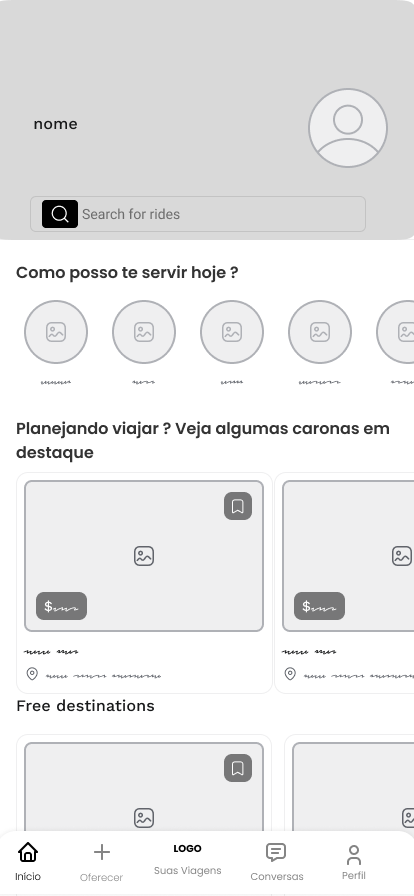 nome
Search for rides
Como posso te servir hoje ?
Planejando viajar ? Veja algumas caronas em
destaque
$
$
Free destinations
Início
Oferecer
LOGO
Suas Viagens
Conversas
Perfil